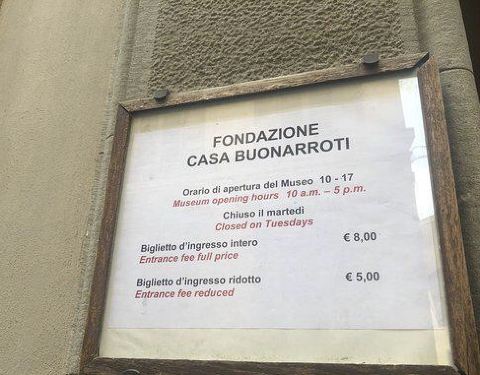 FONDAZIONE
CASA BUONARROTI
Orario di apertura del Museo 10 - 17
Museum opening hours 10 a.m. – 5 p.m.
Chiuso il martedì
Closed on Tuesdays
Biglietto d'ingresso intero € 8,00
Entrance fee full price
Biglietto d'ingresso ridotto € 5,00
Entrance fee reduced